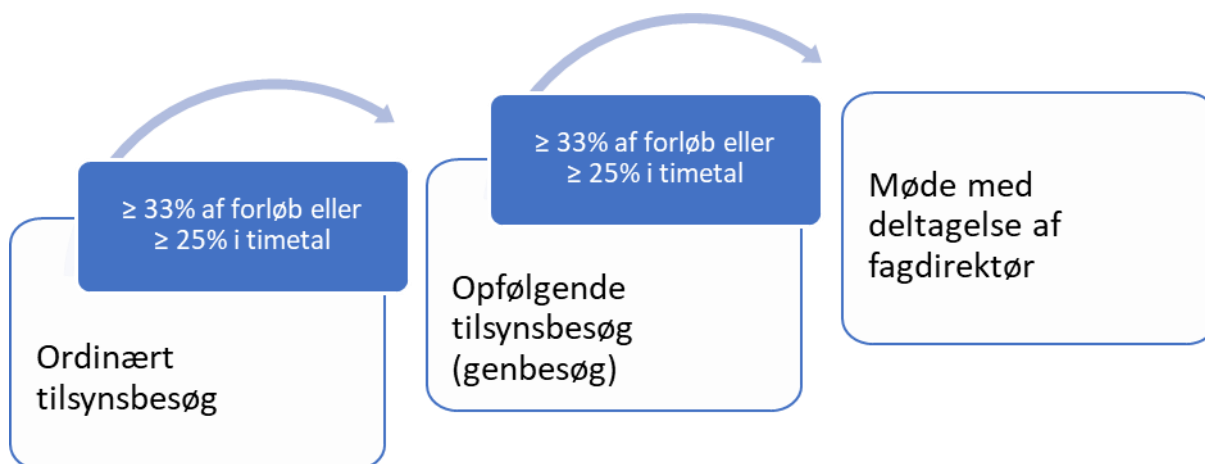 ≥ 33% af forløb eller
≥ 25% i timetal
Ordinært
tilsynsbesøg
≥ 33% af forløb eller
≥ 25% i timetal
Opfølgende
tilsynsbesøg
(genbesøg)
Møde med
deltagelse af
fagdirektør